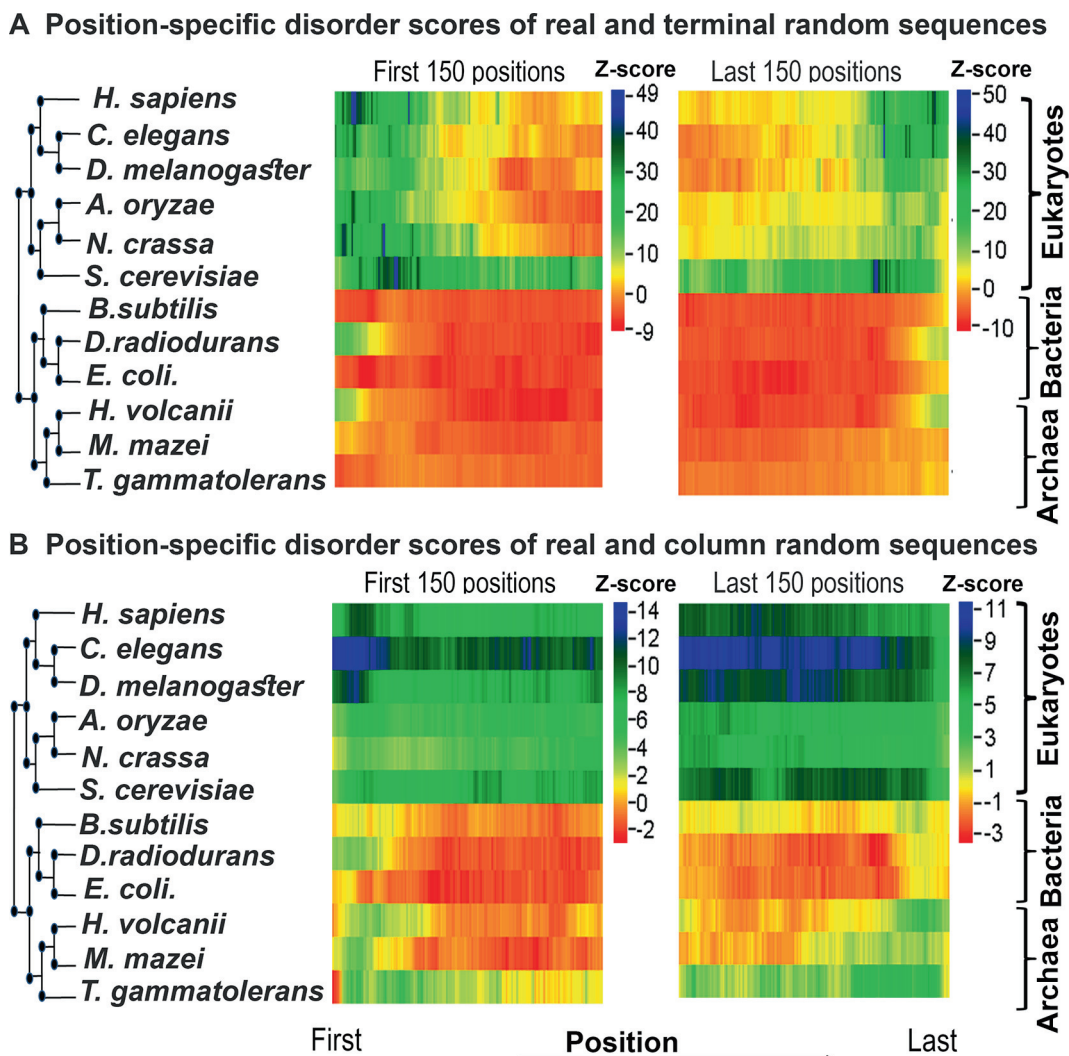 A Position-specific disorder scores of real and terminal random sequences
First 150 positions Z-score Last 150 positions Z-score
H. sapiens
C. elegans
D. melanogaster
A. oryzae
N. crassa
S. cerevisiae
B.subtilis
D.radiodurans
E. coli.
H. volcanii
M. mazei
T. gammatolerans
49
40
30
20
10
0
-9
50
40
30
20
10
0
-10
Eukaryotes
Bacteria
Archaea
B Position-specific disorder scores of real and column random sequences
First 150 positions Z-score Last 150 positions Z-score
H. sapiens
C. elegans
D. melanogaster
A. oryzae
N. crassa
S. cerevisiae
B.subtilis
D.radiodurans
E. coli.
H. volcanii
M. mazei
T. gammatolerans
14
12
10
8
6
4
2
0
-2
11
9
7
5
3
1
-1
-3
Eukaryotes
Bacteria
Archaea
First Position Last